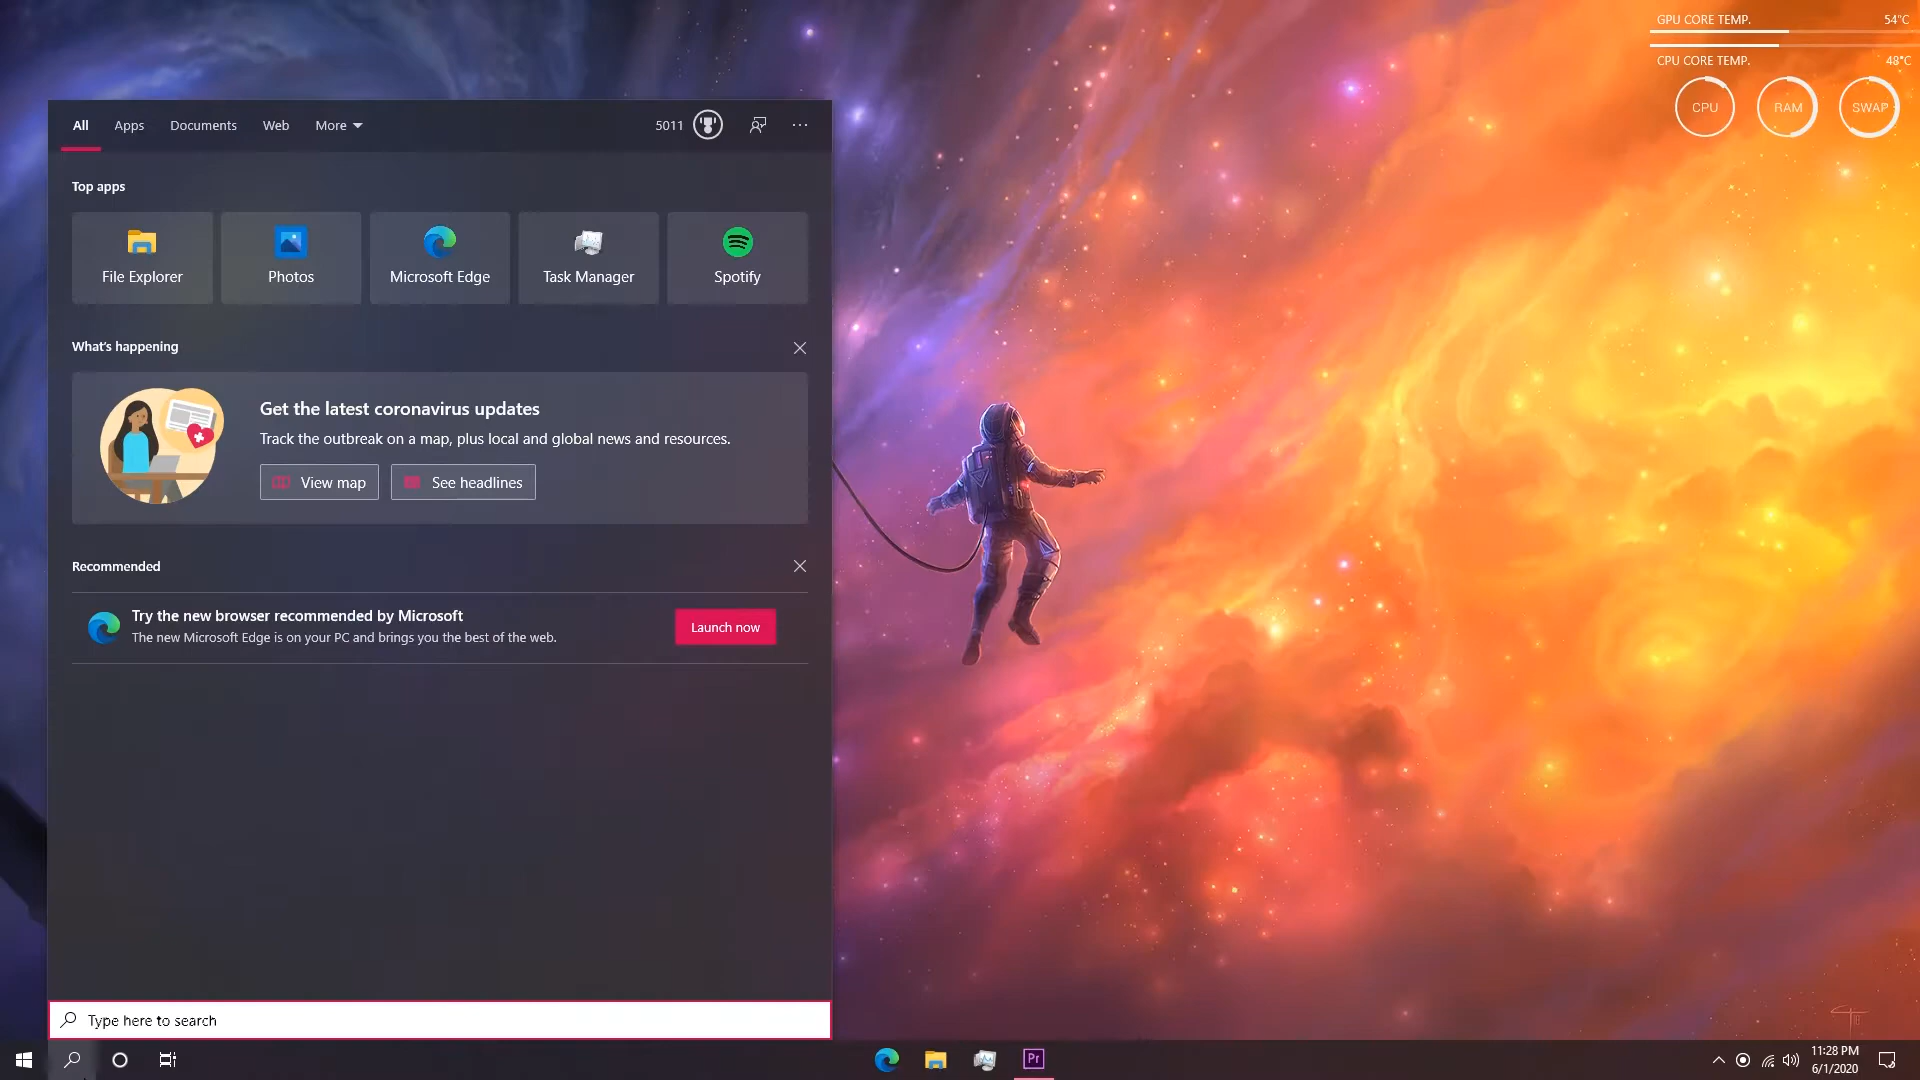 GPU CORE TEMP. 54°C
CPU CORE TEMP. 48°C
CPU RAM SWAP
All Apps Documents Web More 5011
Top apps
File Explorer Photos Microsoft Edge Task Manager Spotify
What's happening
Get the latest coronavirus updates
Track the outbreak on a map, plus local and global news and resources.
View map See headlines
Recommended
Try the new browser recommended by Microsoft
The new Microsoft Edge is on your PC and brings you the best of the web.
Launch now
Type here to search
Pr
11:28 PM
6/1/2020